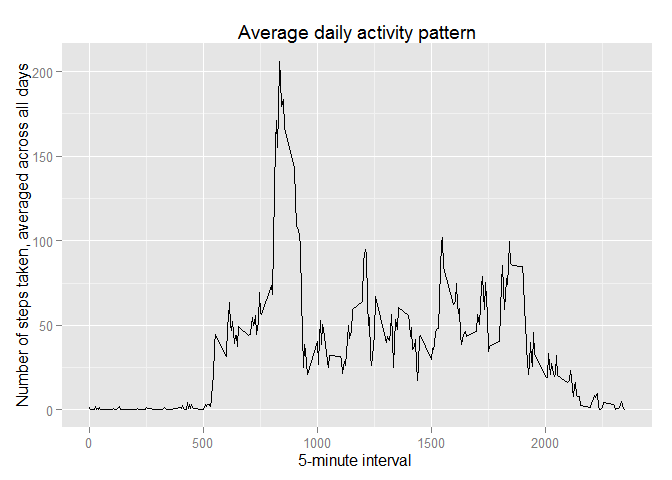 Average daily activity pattern
Number of steps taken, averaged across all days
200
150
100
50
0
0 500 1000 1500 2000
5-minute interval